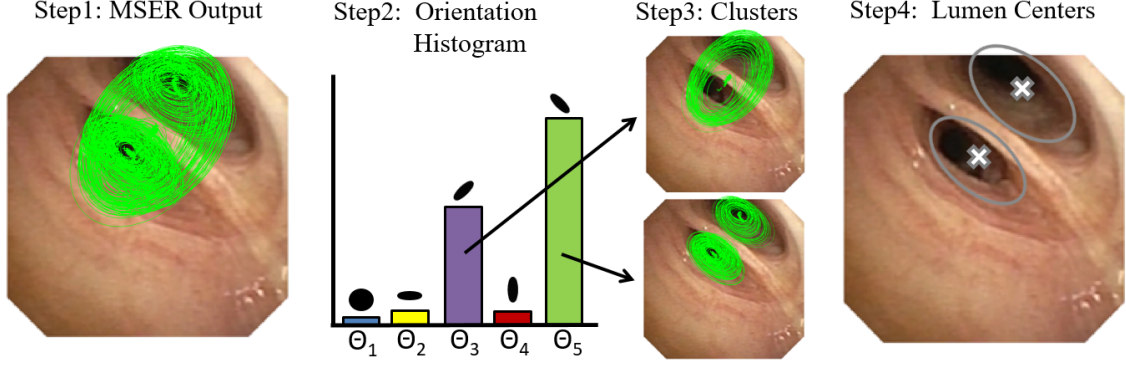 Step1: MSER Output
Step2: Orientation
Histogram
Step3: Clusters
Step4: Lumen Centers
Θ1 Θ2 Θ3 Θ4 Θ5